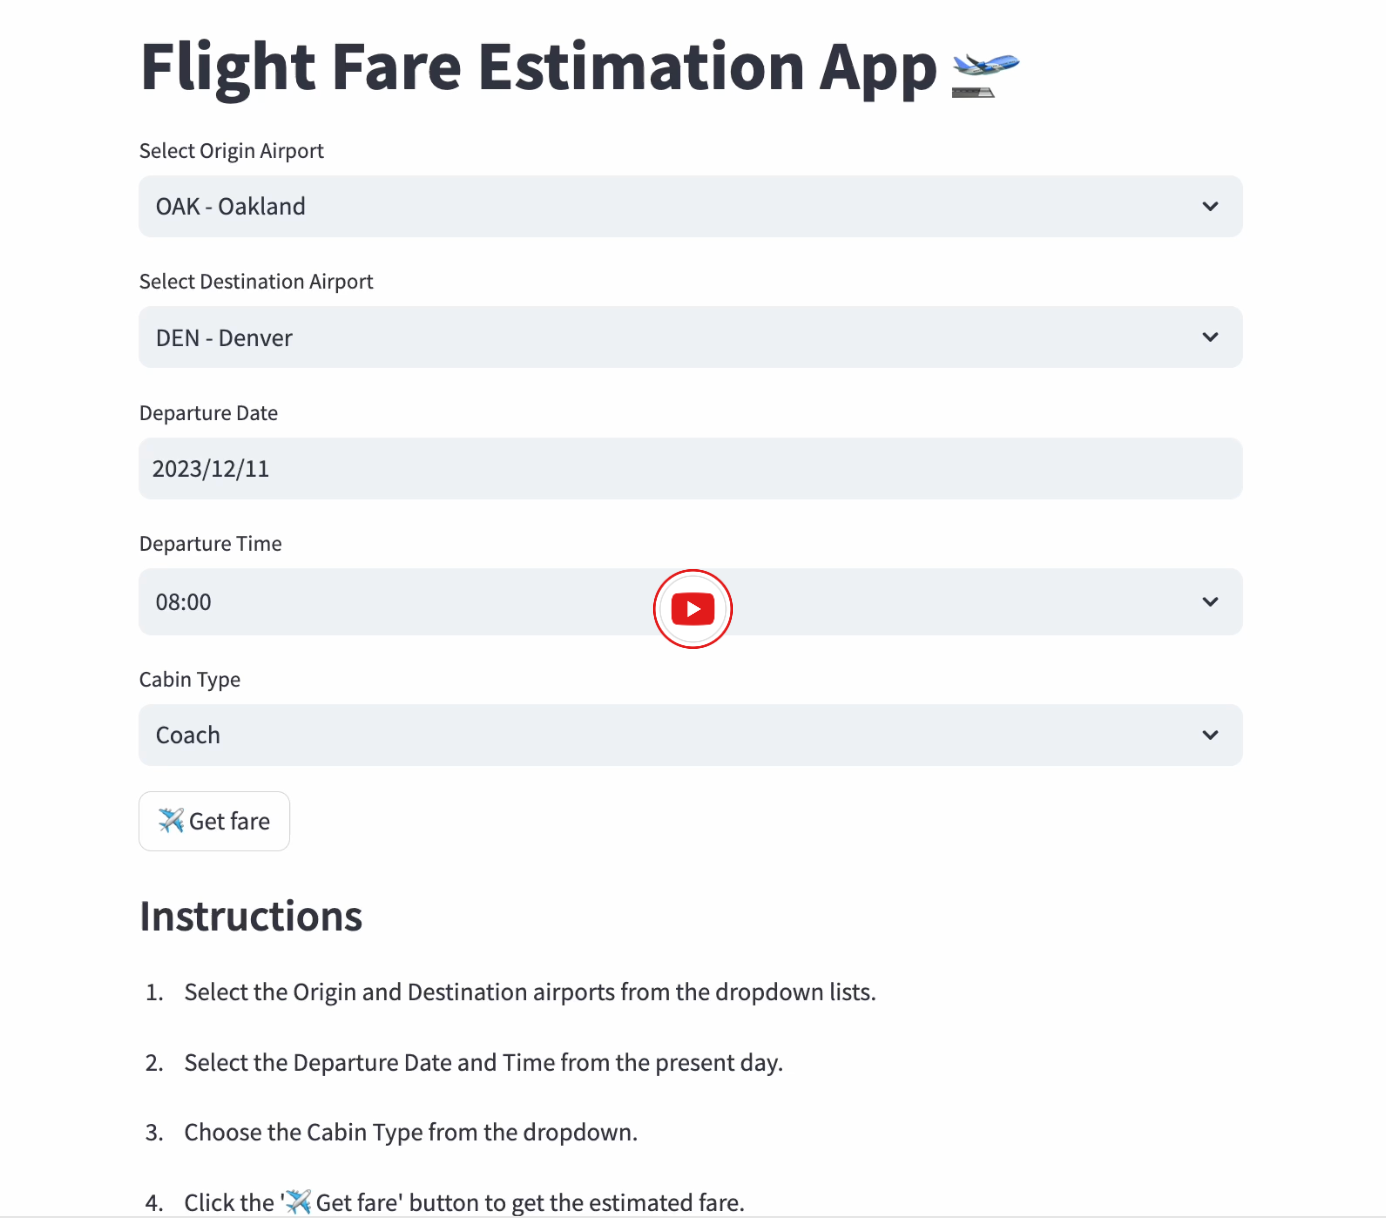 Flight Fare Estimation App 🛫
Select Origin Airport
OAK - Oakland
Select Destination Airport
DEN - Denver
Departure Date
2023/12/11
Departure Time
08:00
Cabin Type
Coach
✈️ Get fare
Instructions
1. Select the Origin and Destination airports from the dropdown lists.
2. Select the Departure Date and Time from the present day.
3. Choose the Cabin Type from the dropdown.
4. Click the '✈️ Get fare' button to get the estimated fare.